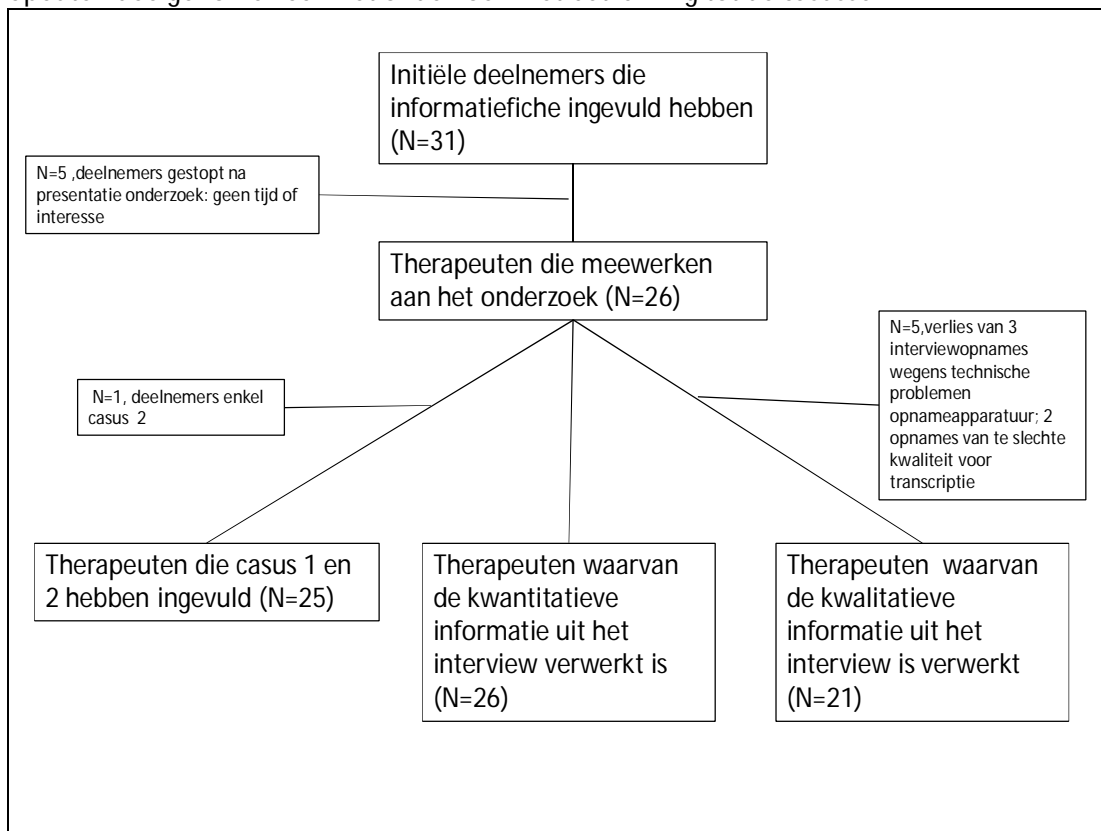 Initiële deelnemers die
informatiefiche ingevuld hebben
(N=31)
N=5 ,deelnemers gestopt na
presentatie onderzoek: geen tijd of
interesse
Therapeuten die meewerken
aan het onderzoek (N=26)
N=5,verlies van 3
interviewopnames
wegens technische
problemen
opnameapparatuur; 2
opnames van te slechte
kwaliteit voor
transcriptie
N=1, deelnemers enkel
casus 2
Therapeuten die casus 1 en
2 hebben ingevuld (N=25)
Therapeuten waarvan
de kwantitatieve
informatie uit het
interview verwerkt is
(N=26)
Therapeuten waarvan
de kwalitatieve
informatie uit het
interview is verwerkt
(N=21)